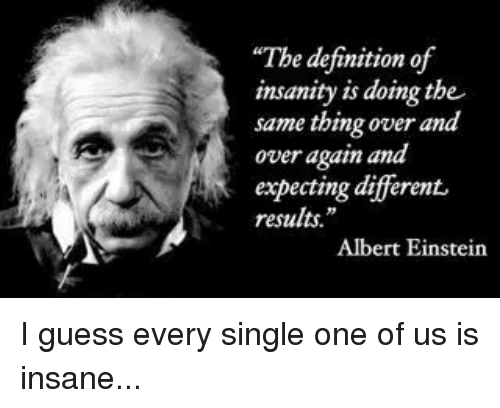 “The definition of
insanity is doing the
same thing over and
over again and
expecting different
results.”
Albert Einstein
I guess every single one of us is
insane...